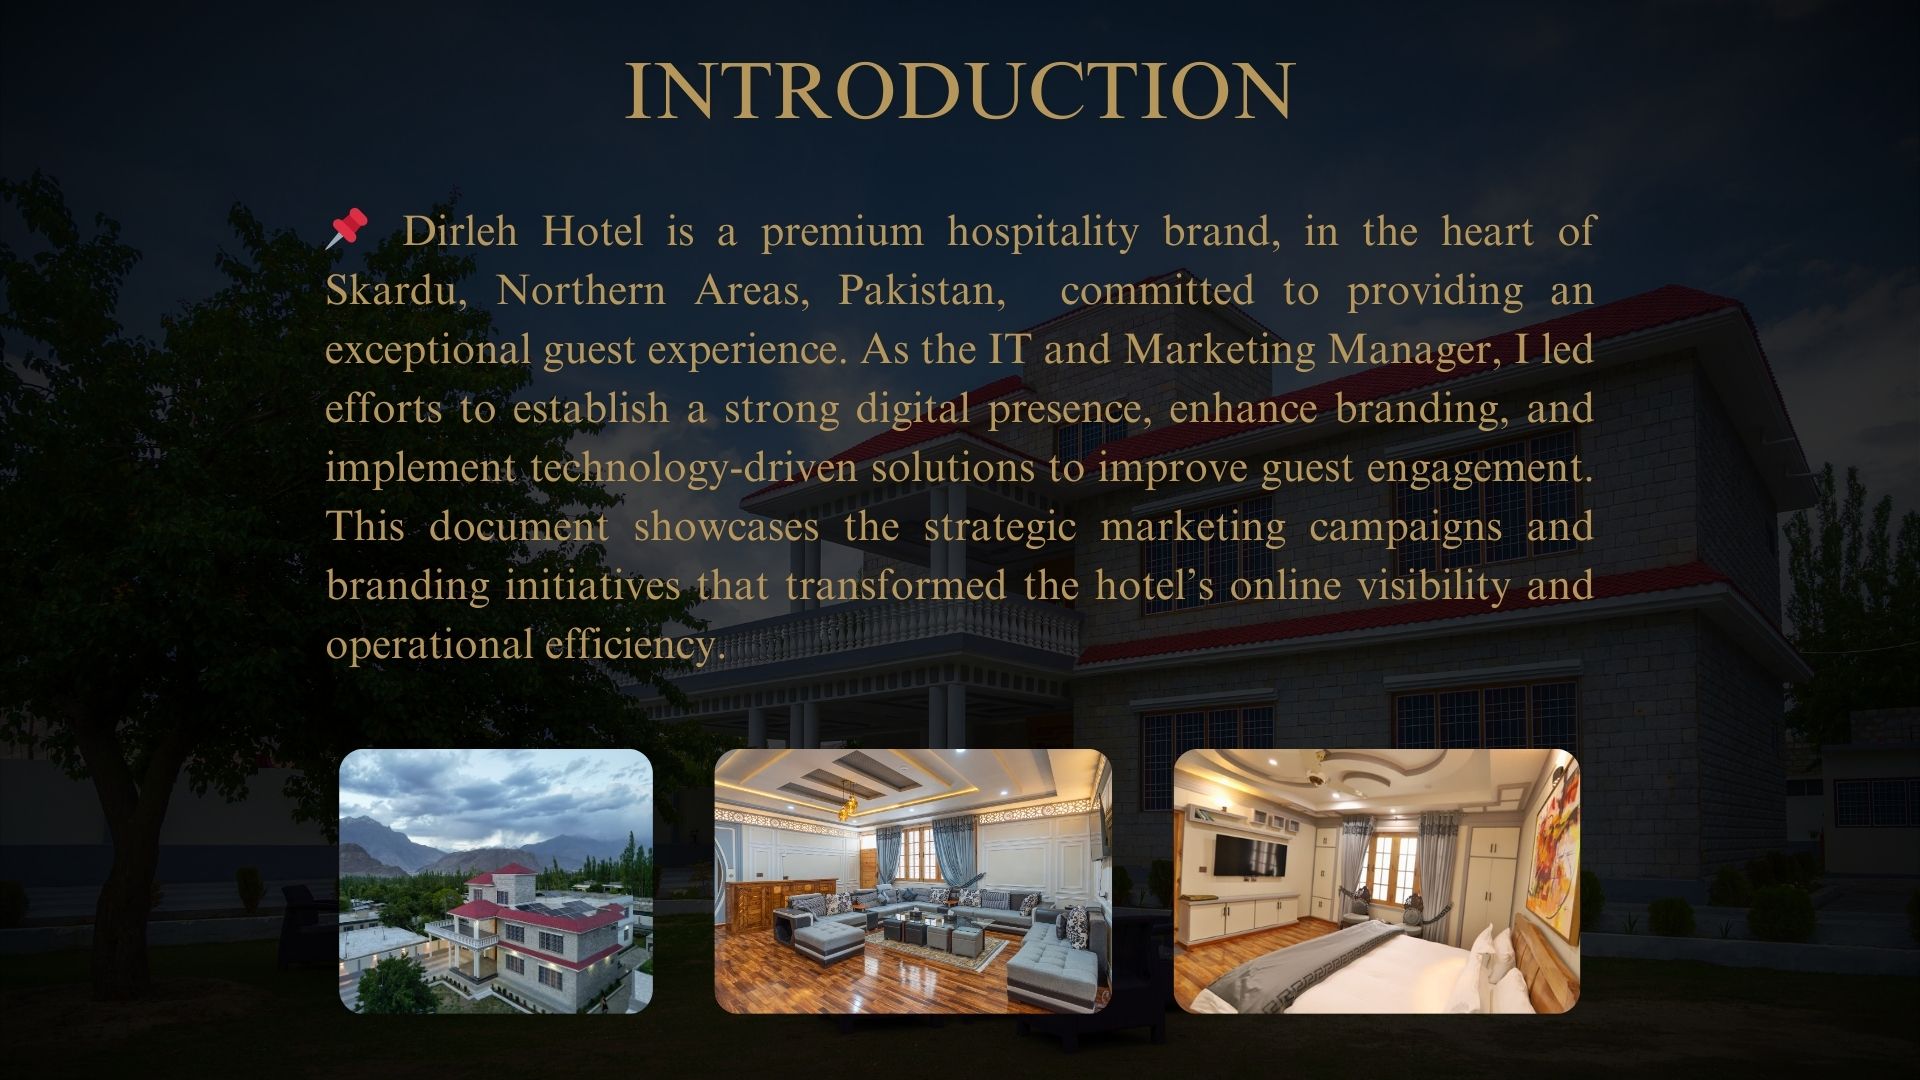 INTRODUCTION
📌 Dirleh Hotel is a premium hospitality brand, in the heart of
Skardu, Northern Areas, Pakistan, committed to providing an
exceptional guest experience. As the IT and Marketing Manager, I led
efforts to establish a strong digital presence, enhance branding, and
implement technology-driven solutions to improve guest engagement.
This document showcases the strategic marketing campaigns and
branding initiatives that transformed the hotel’s online visibility and
operational efficiency.